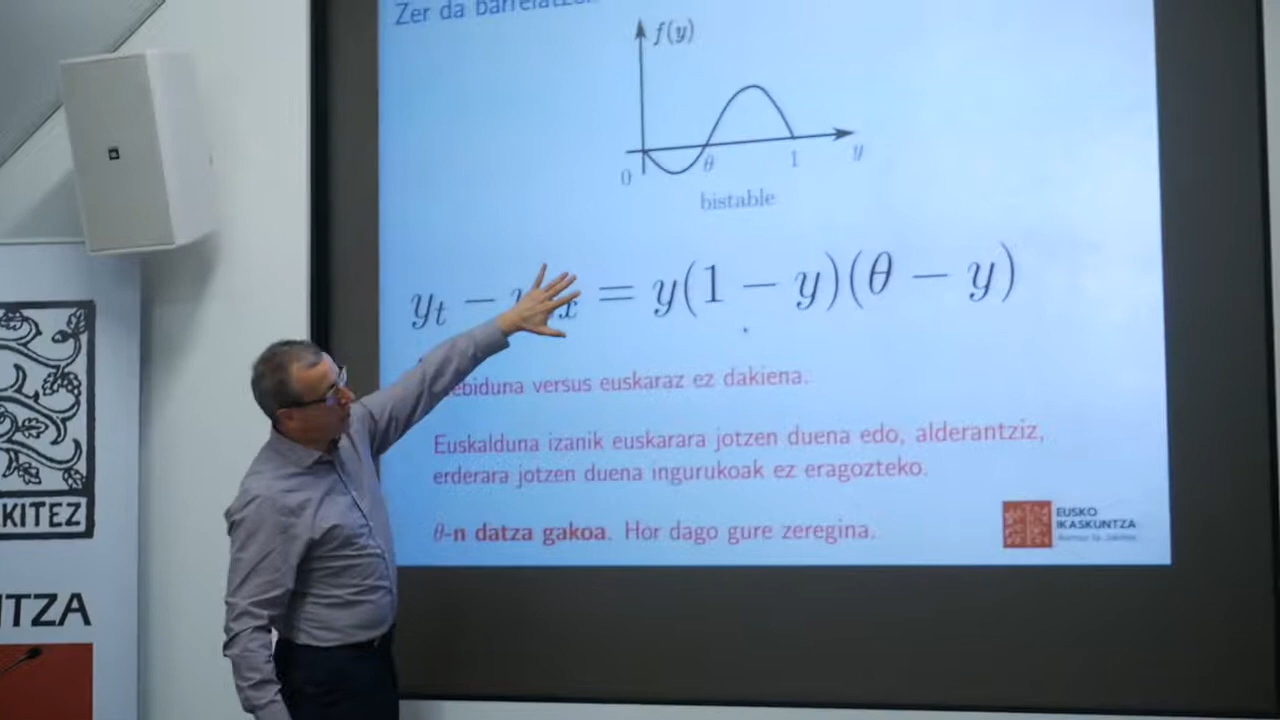 Zer da
f(y)
0
θ
1
y
bistable
y_t − = y(1 − y)(θ − y)
versus euskaraz ez dakiena.
Euskalduna izanik euskarara jotzen duena edo, alderantziz,
erderara jotzen duena ingurukoak ez eragozteko.
θ-n datza gakoa. Hor dago gure zeregina.
EUSKO
IKASKUNTZA
KITEZ
NTZA